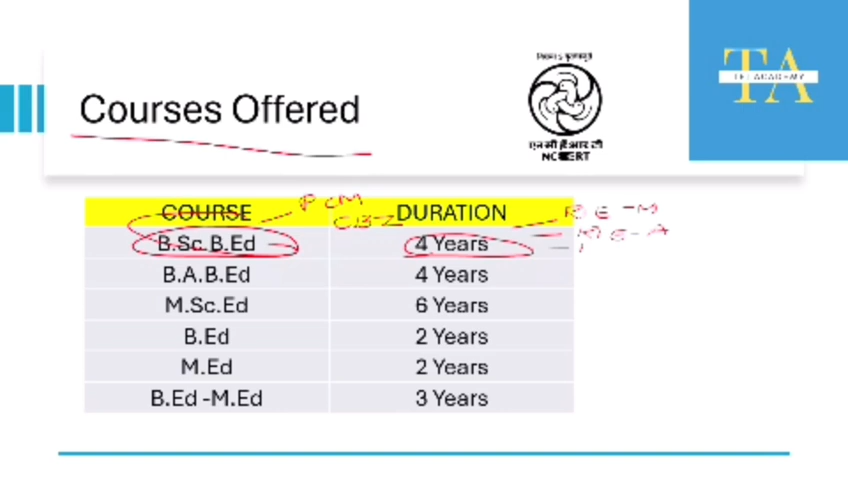 TET ACADEMY
TA
Courses Offered
एन सी ई आर टी
NCERT
COURSE DURATION
PCM
CBZ
B.Sc.B.Ed 4 Years
B.A.B.Ed 4 Years
M.Sc.Ed 6 Years
B.Ed 2 Years
M.Ed 2 Years
B.Ed -M.Ed 3 Years